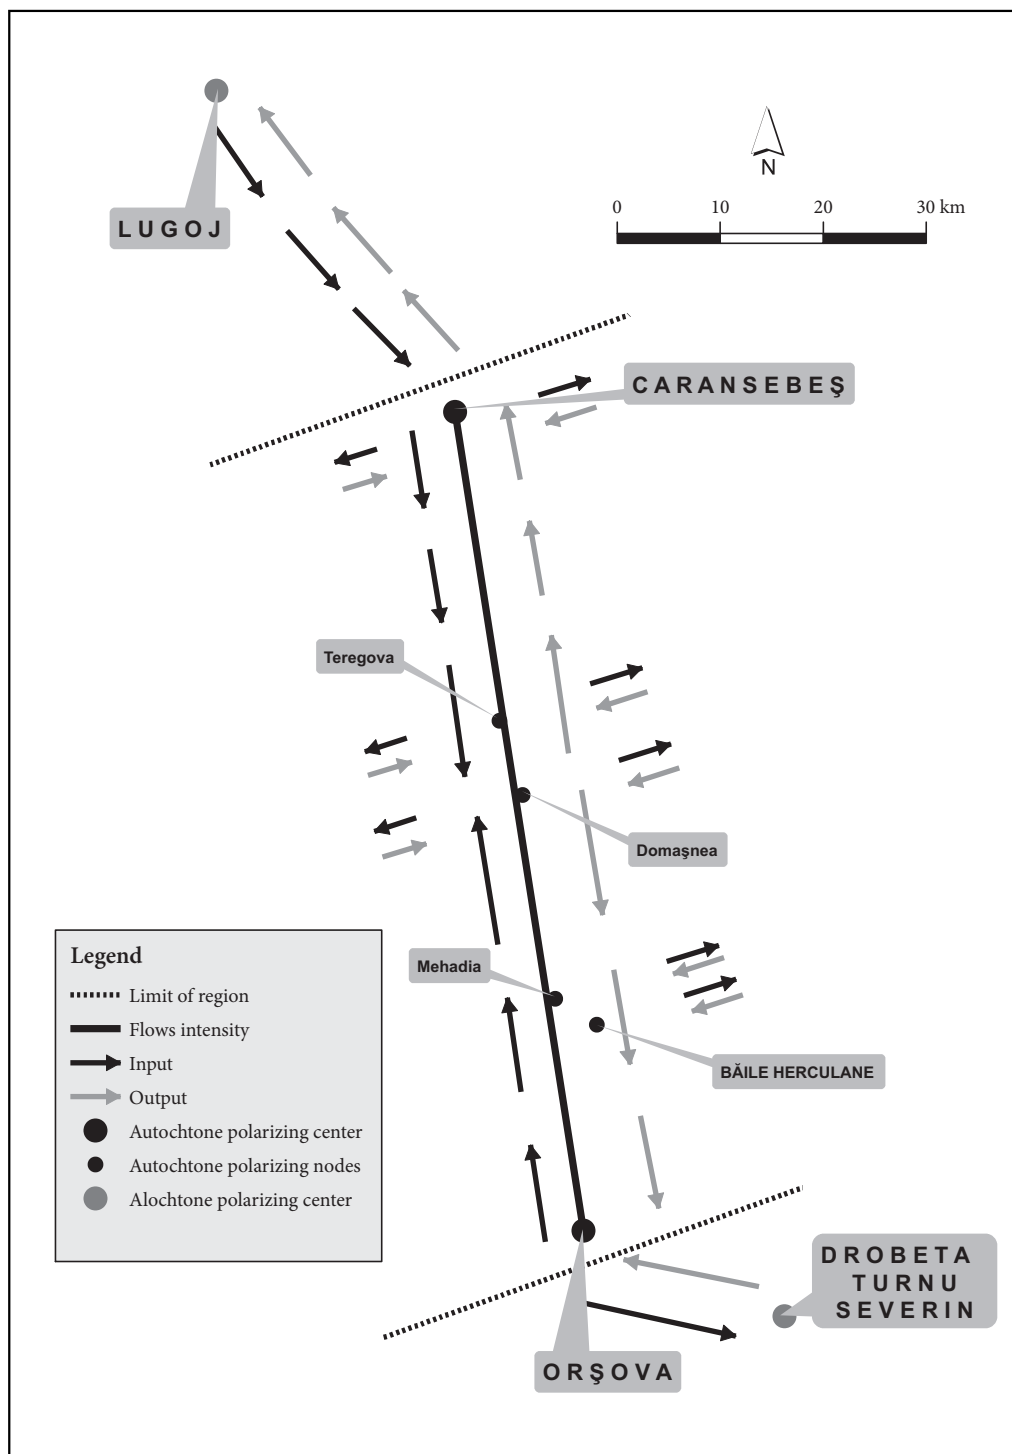 LUGOJ
N
0 10 20 30 km
CARANSEBEŞ
Teregova
Domaşnea
Mehadia
BĂILE HERCULANE
Legend
Limit of region
Flows intensity
Input
Output
Autochtone polarizing center
Autochtone polarizing nodes
Alochtone polarizing center
DROBETA
TURNU
SEVERIN
ORŞOVA